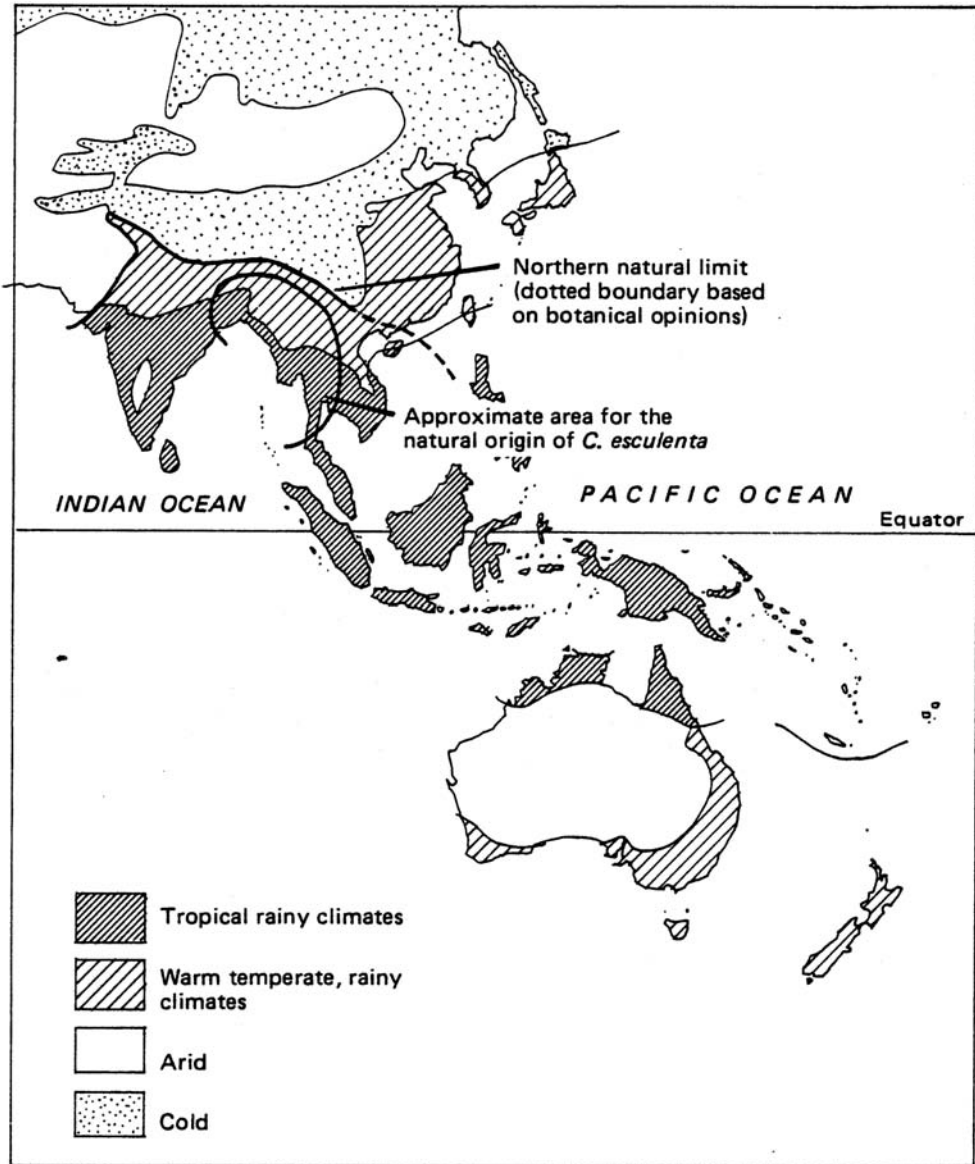 Northern natural limit
(dotted boundary based
on botanical opinions)
Approximate area for the
natural origin of C. esculenta
INDIAN OCEAN
PACIFIC OCEAN
Equator
Tropical rainy climates
Warm temperate, rainy
climates
Arid
Cold